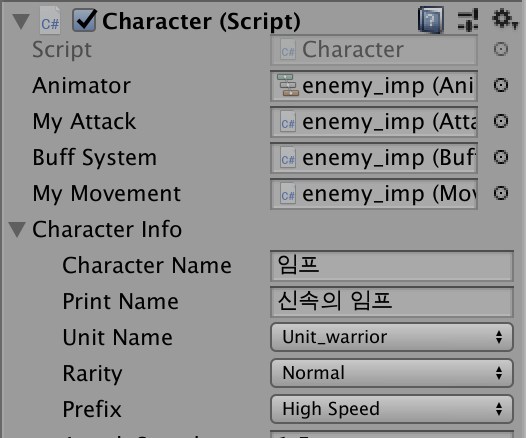 C# Character (Script)
Script C# Character
Animator enemy_imp (Ani
My Attack C# enemy_imp (Atta
Buff System C# enemy_imp (Buf
My Movement C# enemy_imp (Mov
Character Info
Character Name 임프
Print Name 신속의 임프
Unit Name Unit_warrior
Rarity Normal
Prefix High Speed